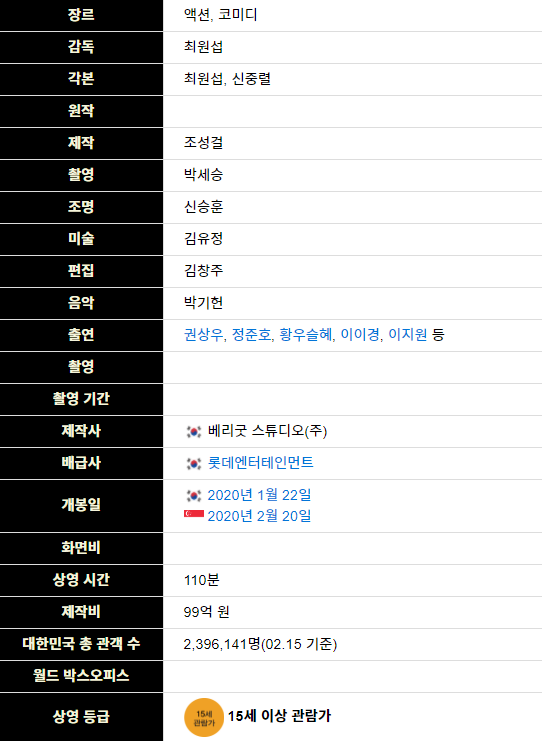 장르 액션, 코미디
감독 최원섭
각본 최원섭, 신중렬
원작
제작 조성걸
촬영 박세승
조명 신승훈
미술 김유정
편집 김창주
음악 박기헌
출연 권상우, 정준호, 황우슬혜, 이이경, 이지원 등
촬영
촬영 기간
제작사 베리굿 스튜디오(주)
배급사 롯데엔터테인먼트
개봉일 2020년 1월 22일
2020년 2월 20일
화면비
상영 시간 110분
제작비 99억 원
대한민국 총 관객 수 2,396,141명(02.15 기준)
월드 박스오피스
상영 등급 15세 관람가 15세 이상 관람가